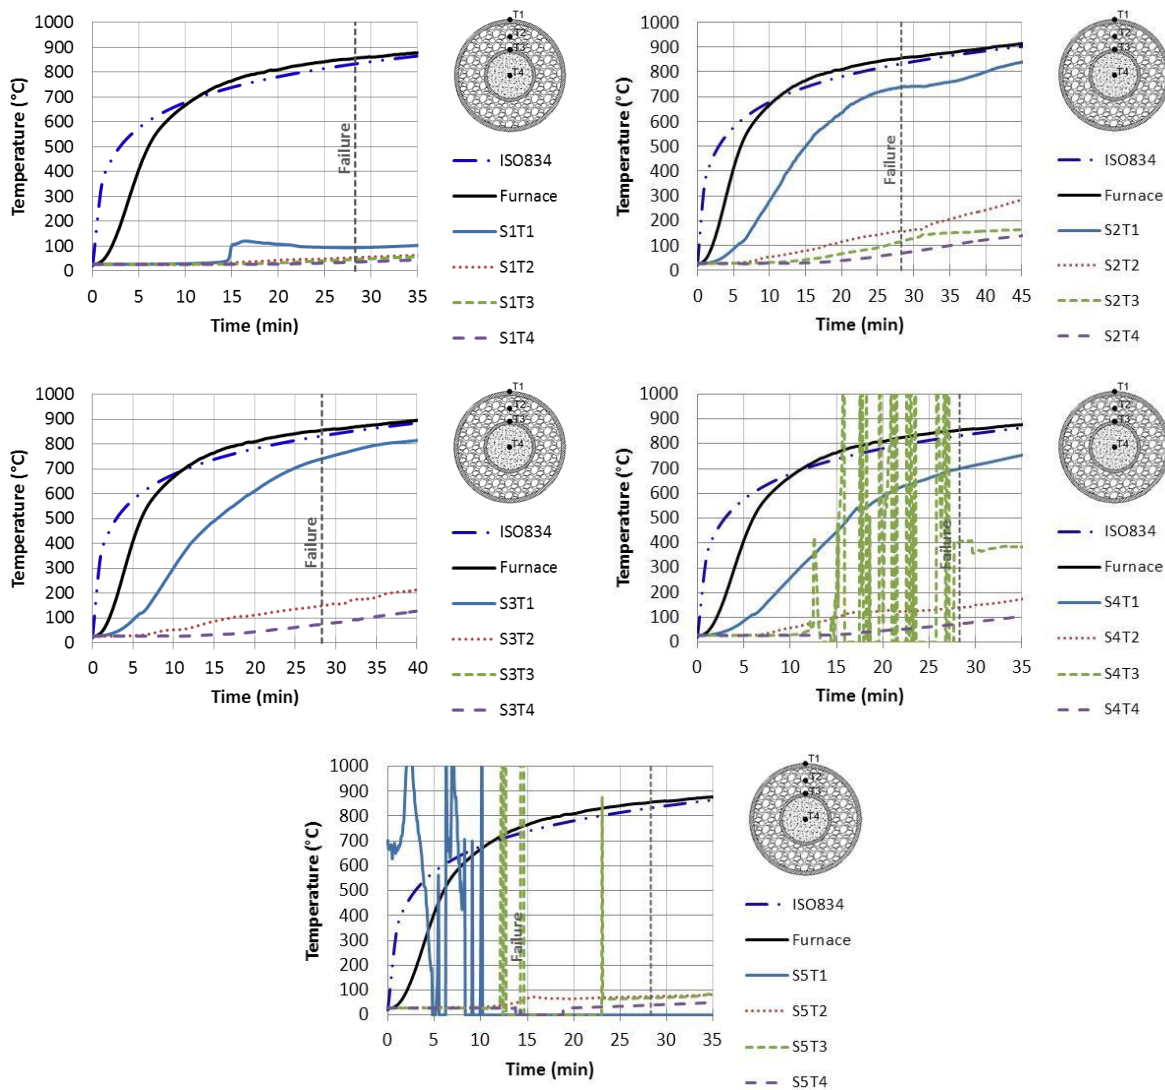 1000
900
800
700
600
500
400
300
200
100
0
Temperature (°C)
0 5 10 15 20 25 30 35
Time (min)
Failure
T1
T2
T3
T4
ISO834
Furnace
S1T1
S1T2
S1T3
S1T4
1000
900
800
700
600
500
400
300
200
100
0
Temperature (°C)
0 5 10 15 20 25 30 35 40 45
Time (min)
Failure
T1
T2
T3
T4
ISO834
Furnace
S2T1
S2T2
S2T3
S2T4
1000
900
800
700
600
500
400
300
200
100
0
Temperature (°C)
0 5 10 15 20 25 30 35 40
Time (min)
Failure
T1
T2
T3
T4
ISO834
Furnace
S3T1
S3T2
S3T3
S3T4
1000
900
800
700
600
500
400
300
200
100
0
Temperature (°C)
0 5 10 15 20 25 30 35
Time (min)
Failure
T1
T2
T3
T4
ISO834
Furnace
S4T1
S4T2
S4T3
S4T4
1000
900
800
700
600
500
400
300
200
100
0
Temperature (°C)
0 5 10 15 20 25 30 35
Time (min)
Failure
T1
T2
T3
T4
ISO834
Furnace
S5T1
S5T2
S5T3
S5T4